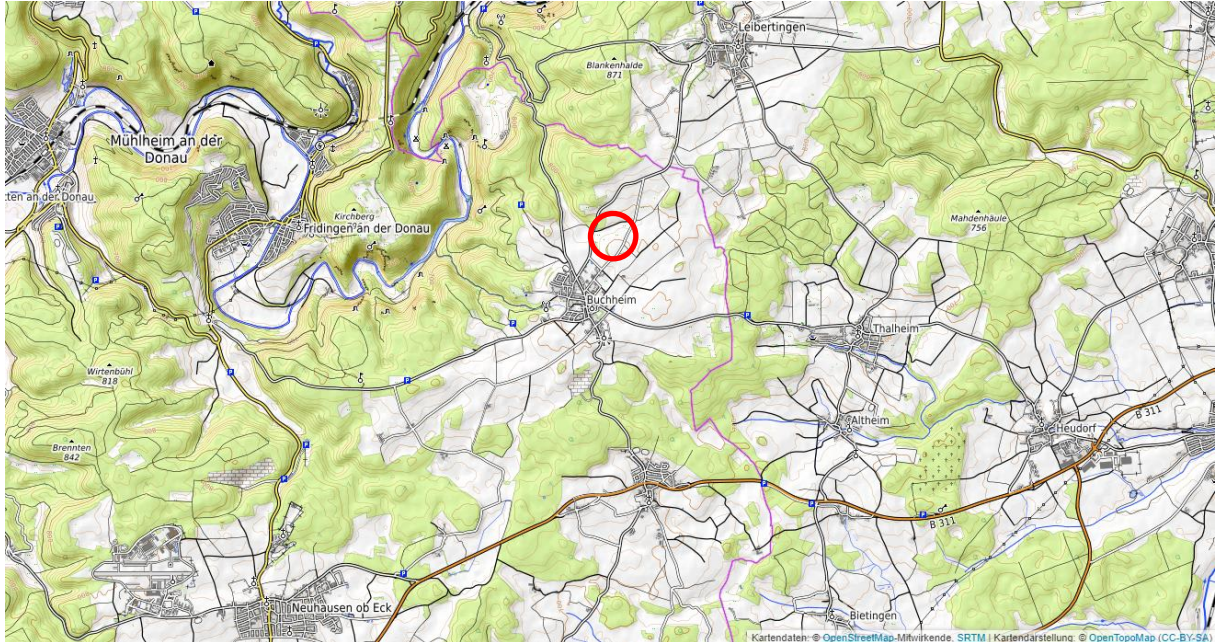 Leibertingen
Blankenhalde
871
Mühlheim an der
Donau
tten an der Donau
Kirchberg
Fridingen an der Donau
Mahdenhäule
756
Buchheim
Thalheim
Wirtenbühl
818
Altheim
B 311
Heudorf
Brennten
842
B 311
Neuhausen ob Eck
Bietingen
Kartendaten: © OpenStreetMap-Mitwirkende, SRTM | Kartendarstellung: © OpenTopoMap (CC-BY-SA)